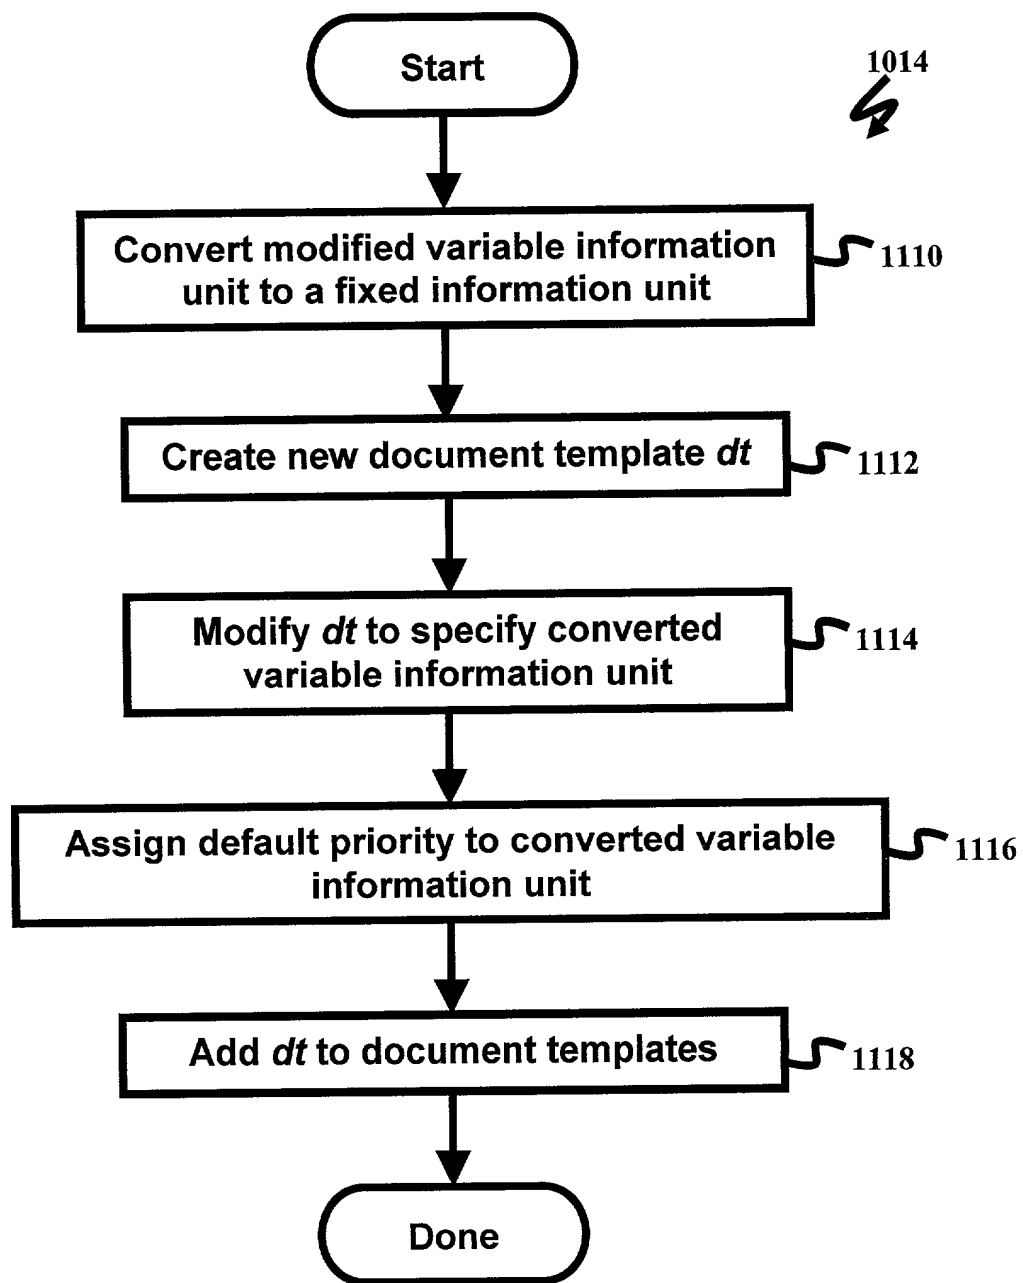 Start
1014
Convert modified variable information
unit to a fixed information unit
1110
Create new document template dt
1112
Modify dt to specify converted
variable information unit
1114
Assign default priority to converted variable
information unit
1116
Add dt to document templates
1118
Done